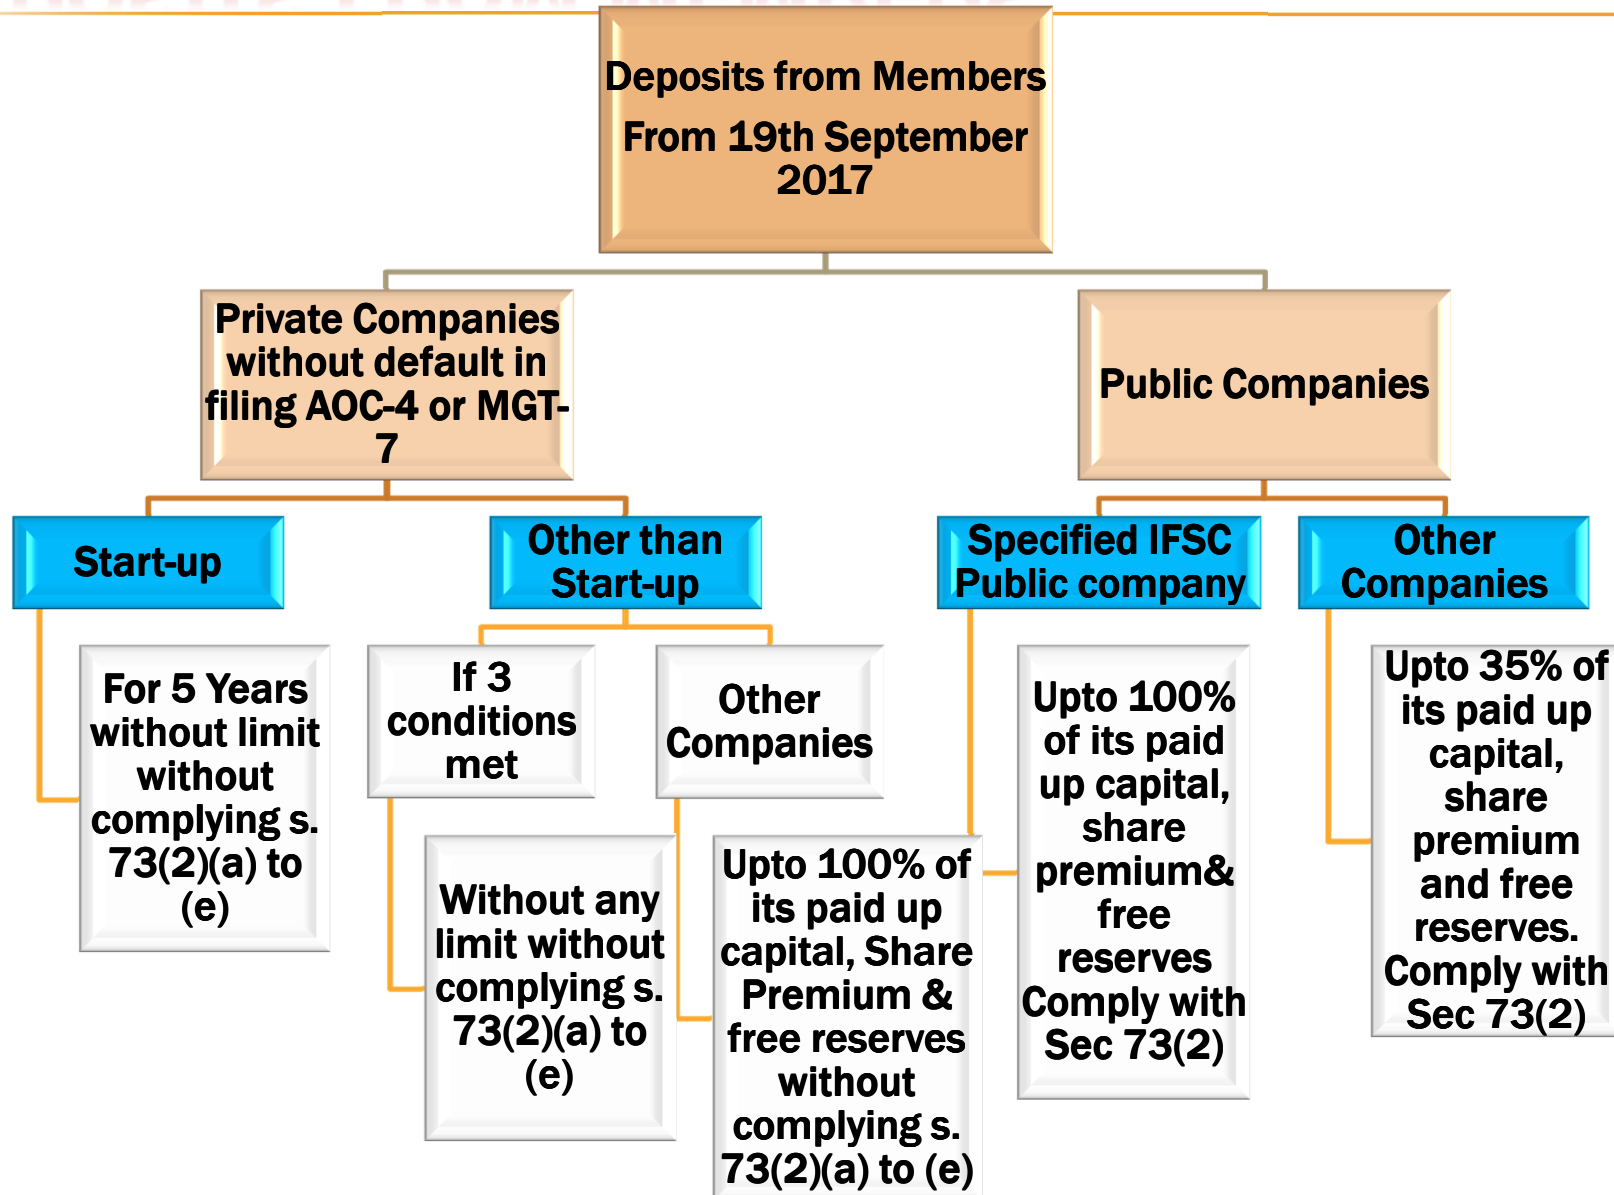 Deposits from Members
From 19th September
2017
Private Companies
without default in
filing AOC-4 or MGT-
7
Public Companies
Start-up
Other than
Start-up
Specified IFSC
Public company
Other
Companies
For 5 Years
without limit
without
complying s.
73(2)(a) to
(e)
If 3
conditions
met
Other
Companies
Without any
limit without
complying s.
73(2)(a) to
(e)
Upto 100% of
its paid up
capital, Share
Premium &
free reserves
without
complying s.
73(2)(a) to (e)
Upto 100%
of its paid
up capital,
share
premium&
free
reserves
Comply with
Sec 73(2)
Upto 35% of
its paid up
capital,
share
premium
and free
reserves.
Comply with
Sec 73(2)